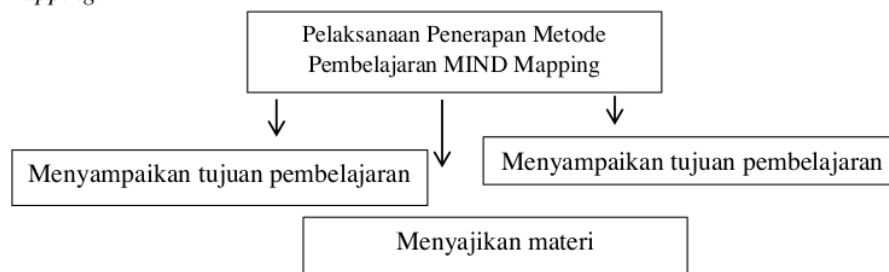 Pelaksanaan Penerapan Metode
Pembelajaran MIND Mapping
Menyampaikan tujuan pembelajaran
Menyampaikan tujuan pembelajaran
Menyajikan materi